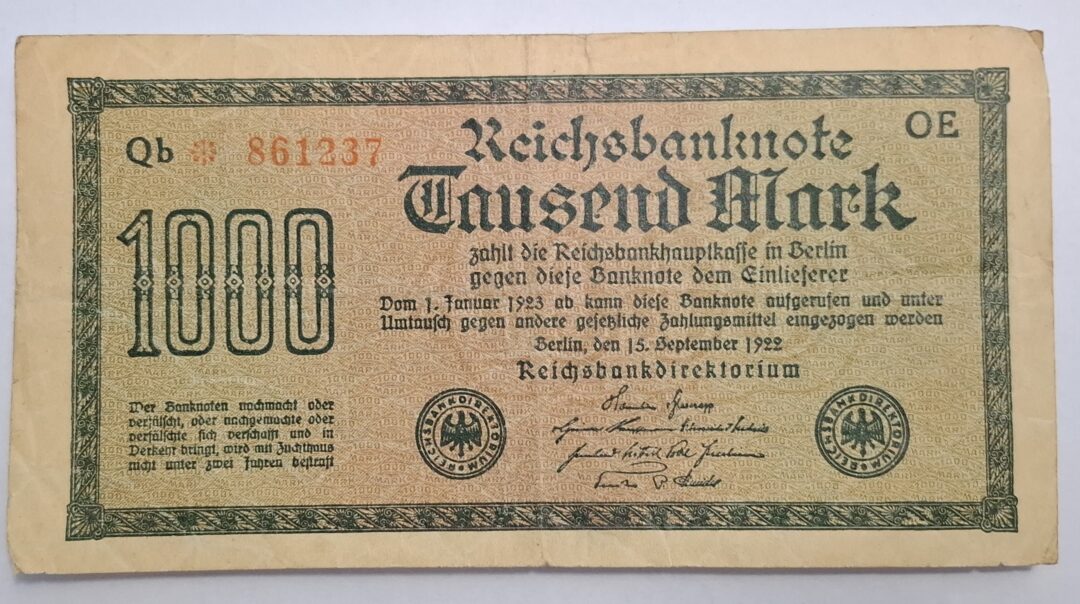 Qb * 861237
OE
Reichsbanknote
Tausend Mark
zahlt die Reichsbankhauptkasse in Berlin
gegen diese Banknote dem Einlieferer
Vom 1. Januar 1923 ab kann diese Banknote aufgerufen und unter
Umtausch gegen andere gesetzliche Zahlungsmittel eingezogen werden
Berlin, den 15. September 1922
Reichsbankdirektorium
1000
Wer Banknoten nachmacht oder
verfälscht, oder nachgemachte oder
verfälschte sich verschafft und in
Verkehr bringt, wird mit Zuchthaus
nicht unter zwei Jahren bestraft
REICHSBANKDIREKTORIUM
REICHSBANKDIREKTORIUM